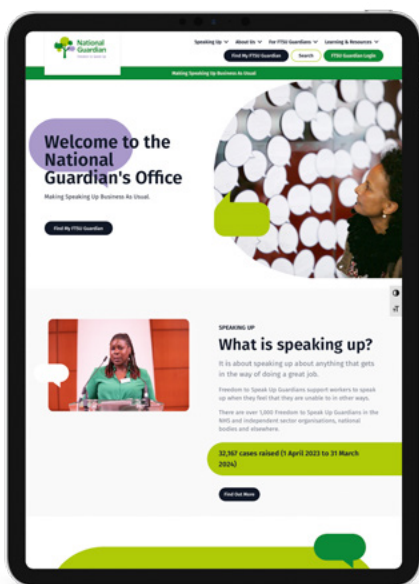 National
Guardian
Freedom to Speak Up
Speaking Up
About Us
For FTSU Guardians
Learning & Resources
Find My FTSU Guardian
Search
FTSU Guardian Login
Making Speaking Up Business As Usual
Welcome to the
National
Guardian's Office
Making Speaking Up Business As Usual.
Find My FTSU Guardian
SPEAKING UP
What is speaking up?
It is about speaking up about anything that gets
in the way of doing a great job.
Freedom to Speak Up Guardians support workers to speak
up when they feel that they are unable to in other ways.
There are over 1,000 Freedom to Speak Up Guardians in the
NHS and independent sector organisations, national
bodies and elsewhere.
32,167 cases raised (1 April 2023 to 31 March
2024)
Find Out More